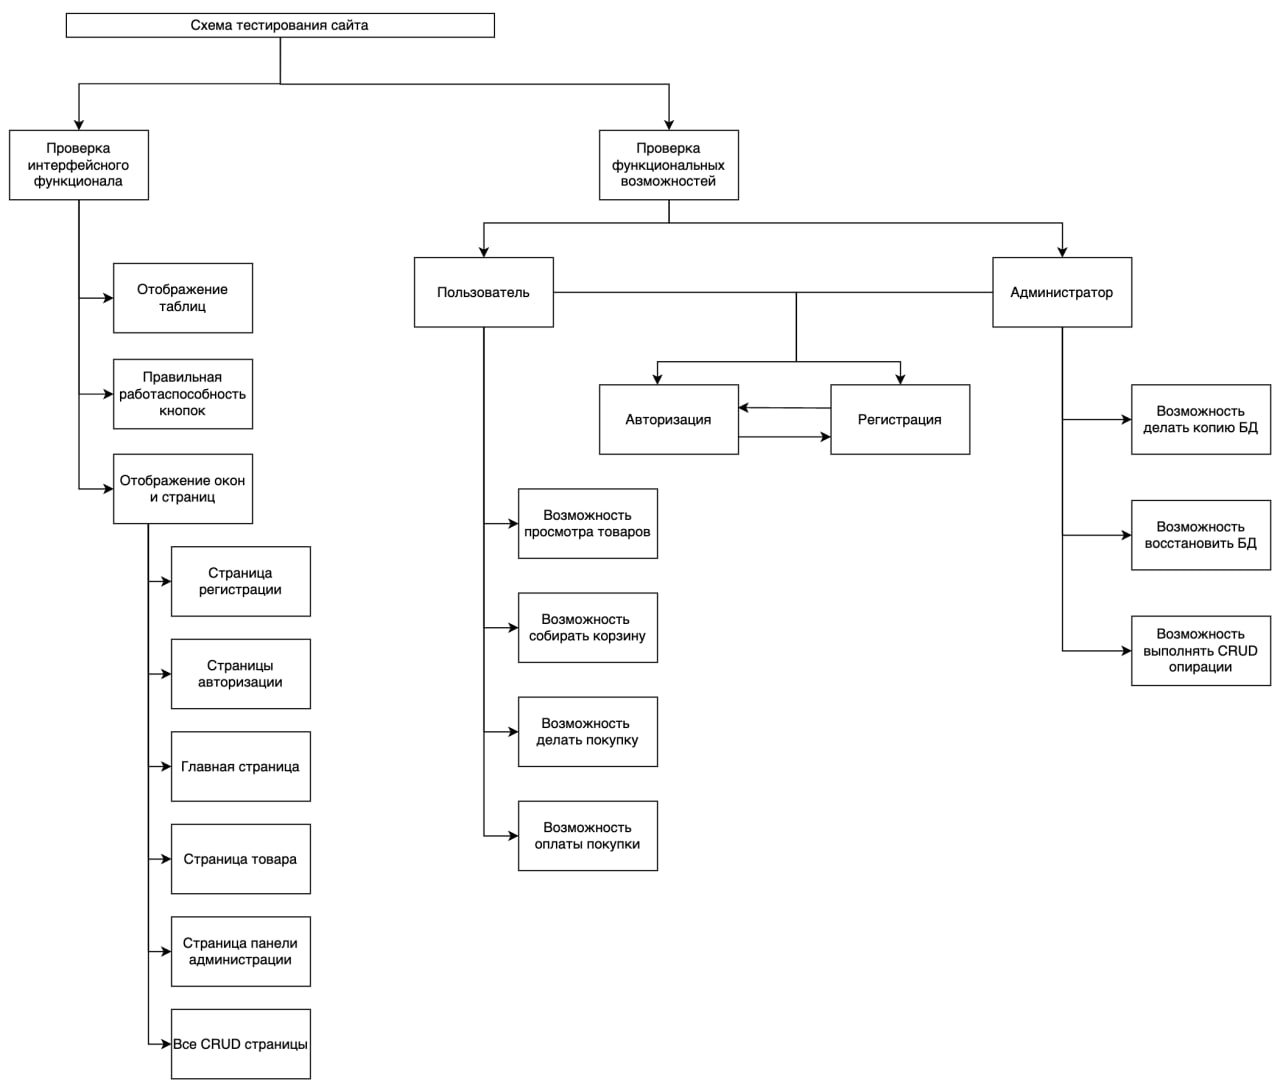 Схема тестирования сайта
Проверка
интерфейсного
функционала
Проверка
функциональных
возможностей
Отображение
таблиц
Правильная
работаспособность
кнопок
Отображение окон
и страниц
Страница
регистрации
Страницы
авторизации
Главная страница
Страница товара
Страница панели
администрации
Все CRUD страницы
Пользователь
Администратор
Авторизация
Регистрация
Возможность
просмотра товаров
Возможность
собирать корзину
Возможность
делать покупку
Возможность
оплаты покупки
Возможность
делать копию БД
Возможность
восстановить БД
Возможность
выполнять CRUD
опирации